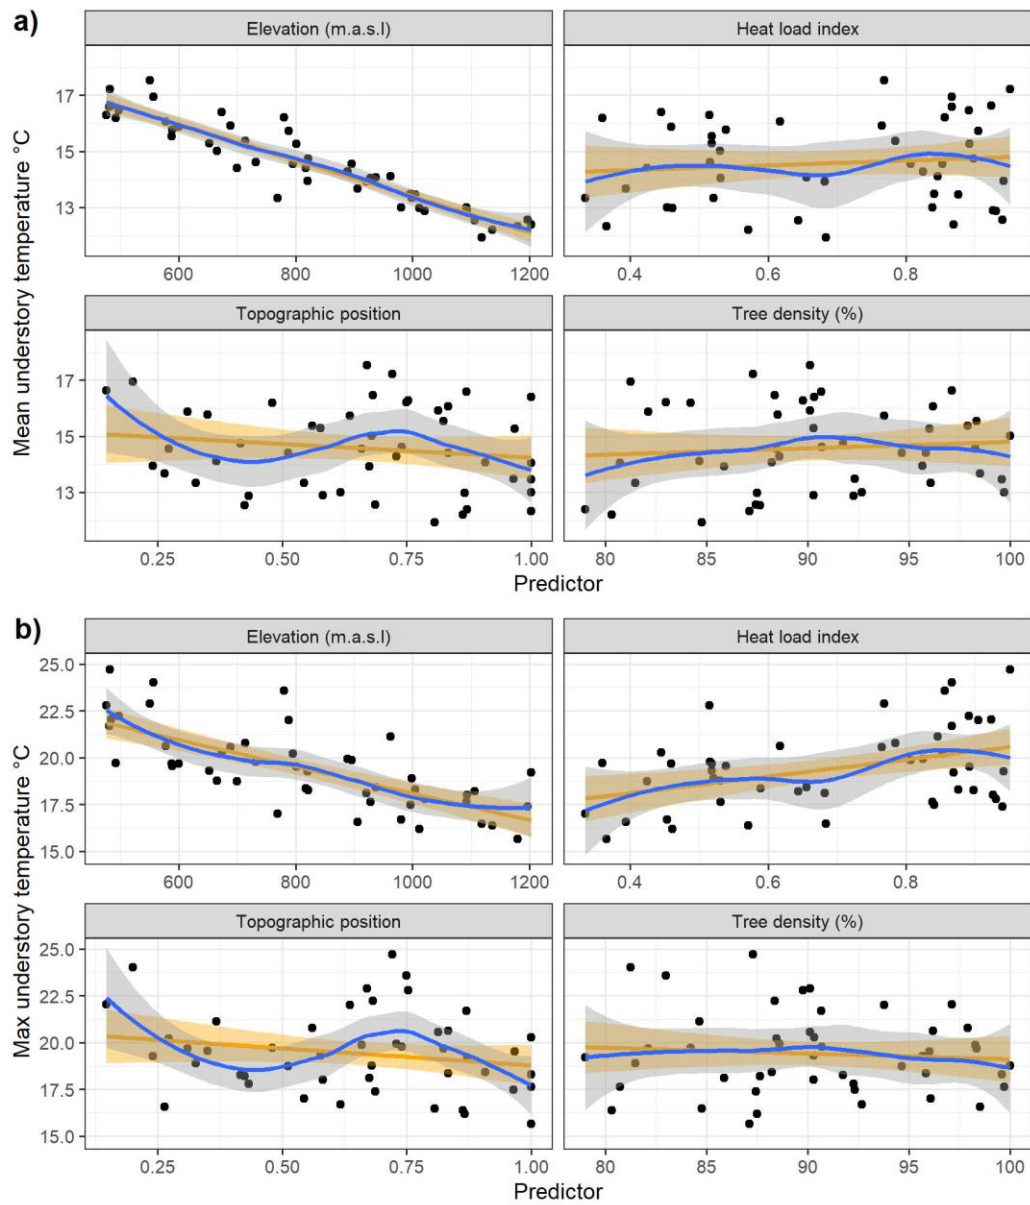 a)
Elevation (m.a.s.l)
Heat load index
17
15
13
600 800 1000 1200
0.4 0.6 0.8
Mean understory temperature °C
Topographic position
Tree density (%)
17
15
13
0.25 0.50 0.75 1.00
80 85 90 95 100
Predictor
b)
Elevation (m.a.s.l)
Heat load index
25.0
22.5
20.0
17.5
15.0
600 800 1000 1200
0.4 0.6 0.8
Max understory temperature °C
Topographic position
Tree density (%)
25.0
22.5
20.0
17.5
15.0
0.25 0.50 0.75 1.00
80 85 90 95 100
Predictor